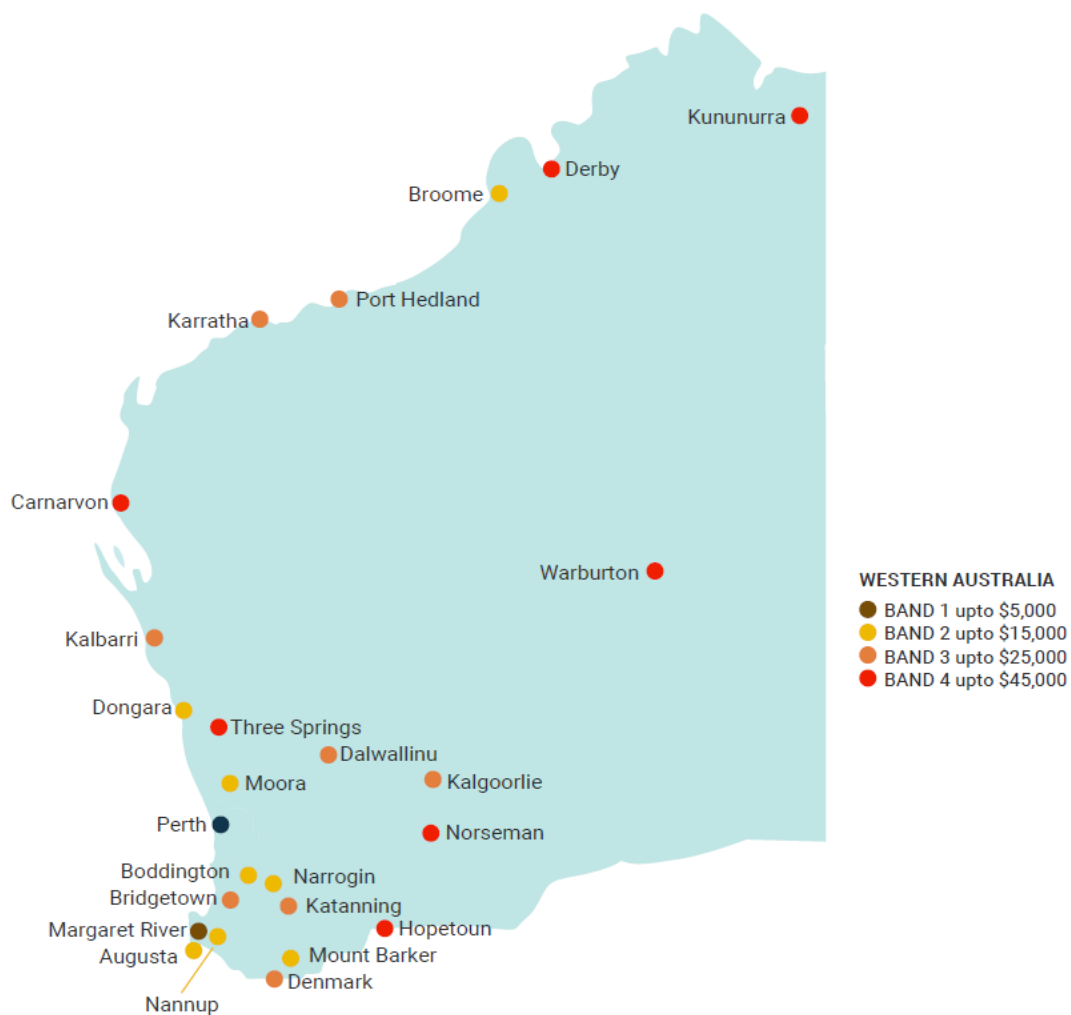 Kununurra
Derby
Broome
Port Hedland
Karratha
Carnarvon
Warburton
WESTERN AUSTRALIA
BAND 1 upto $5,000
BAND 2 upto $15,000
BAND 3 upto $25,000
BAND 4 upto $45,000
Kalbarri
Dongara
Three Springs
Dalwallinu
Kalgoorlie
Moora
Perth
Norseman
Boddington
Narrogin
Bridgetown
Katanning
Margaret River
Hopetoun
Augusta
Mount Barker
Denmark
Nannup